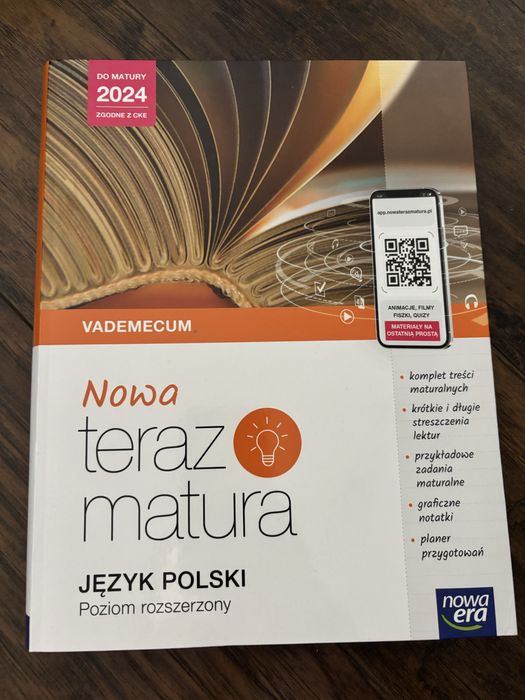 DO MATURY
2024
ZGODNE Z CKE
app.nowaterazmatura.pl
ANIMACJE, FILMY
FISZKI, QUIZY
MATERIAŁY NA
OSTATNIĄ PROSTĄ
VADEMECUM
Nowa
teraz
matura
JĘZYK POLSKI
Poziom rozszerzony
• komplet treści
maturalnych
• krótkie i długie
streszczenia
lektur
• przykładowe
zadania
maturalne
• graficzne
notatki
• planer
przygotowań
nowa
era